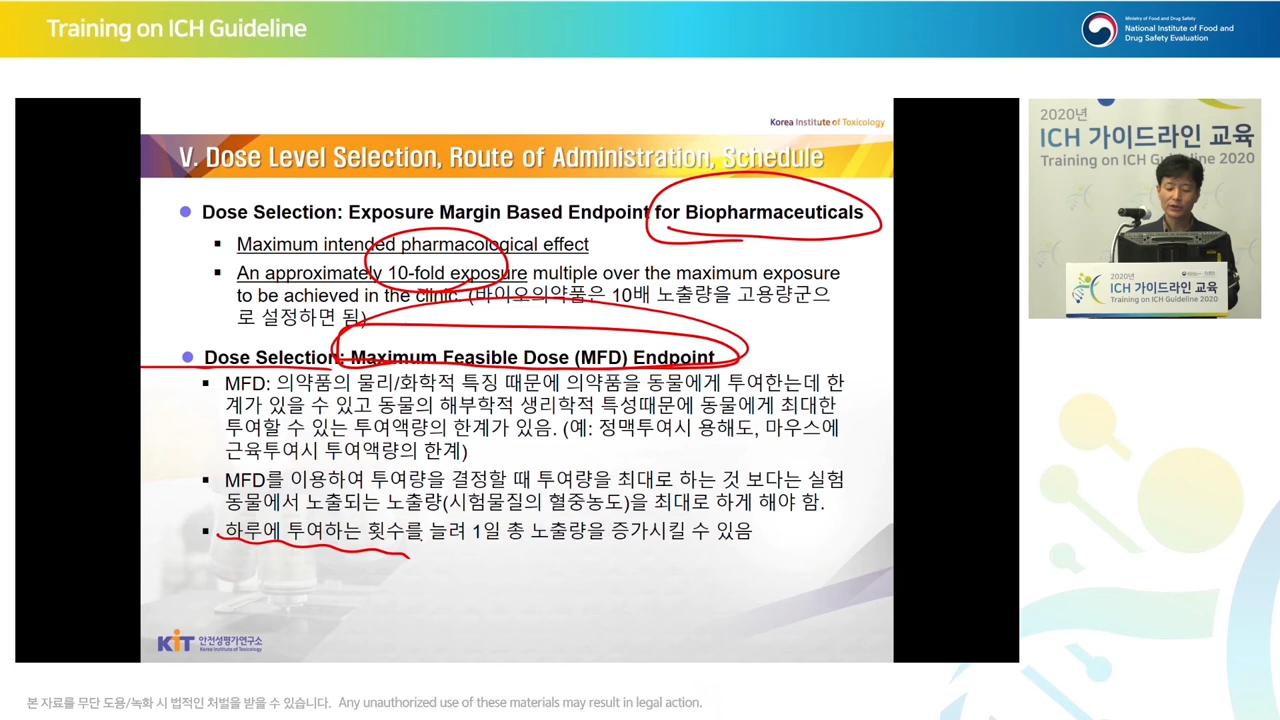 Training on ICH Guideline
Ministry of Food and Drug Safety
National Institute of Food and
Drug Safety Evaluation
Korea Institute of Toxicology
V. Dose Level Selection, Route of Administration, Schedule
Dose Selection: Exposure Margin Based Endpoint for Biopharmaceuticals
Maximum intended pharmacological effect
An approximately 10-fold exposure multiple over the maximum exposure
to be achieved in the clinic. (바이오의약품은 10배 노출량을 고용량군으
로 설정하면 됨)
Dose Selection: Maximum Feasible Dose (MFD) Endpoint
MFD: 의약품의 물리/화학적 특징 때문에 의약품을 동물에게 투여한는데 한
계가 있을 수 있고 동물의 해부학적 생리학적 특성때문에 동물에게 최대한
투여할 수 있는 투여액량의 한계가 있음. (예: 정맥투여시 용해도, 마우스에
근육투여시 투여액량의 한계)
MFD를 이용하여 투여량을 결정할 때 투여량을 최대로 하는 것 보다는 실험
동물에서 노출되는 노출량(시험물질의 혈중농도)을 최대로 하게 해야 함.
하루에 투여하는 횟수를 늘려 1일 총 노출량을 증가시킬 수 있음
KIT 안전성평가연구소
Korea Institute of Toxicology
2020년
ICH 가이드라인 교육
Training on ICH Guideline 2020
2020년
ICH 가이드라인 교육
Training on ICH Guideline 2020
본 자료를 무단 도용/녹화 시 법적인 처벌을 받을 수 있습니다. Any unauthorized use of these materials may result in legal action.